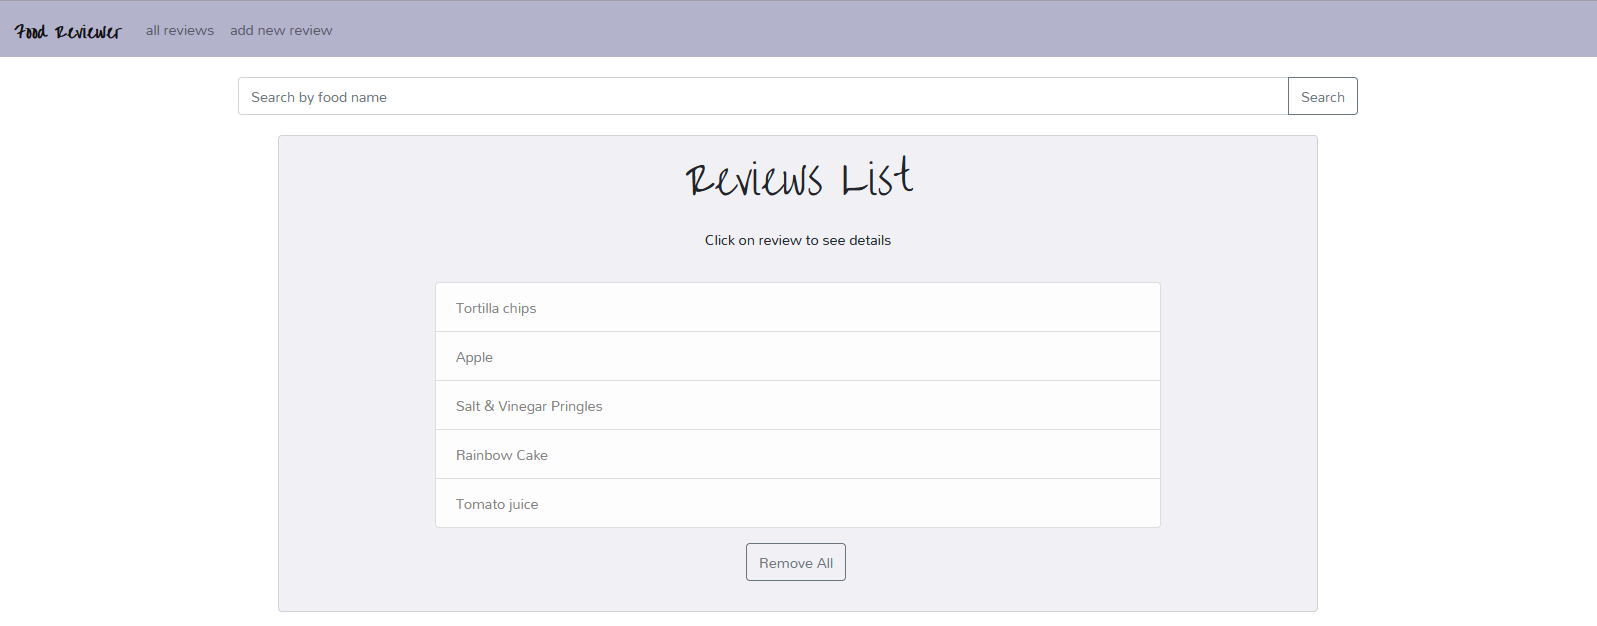 Food Reviewer all reviews add new review
Search by food name Search
Reviews List
Click on review to see details
Tortilla chips
Apple
Salt & Vinegar Pringles
Rainbow Cake
Tomato juice
Remove All